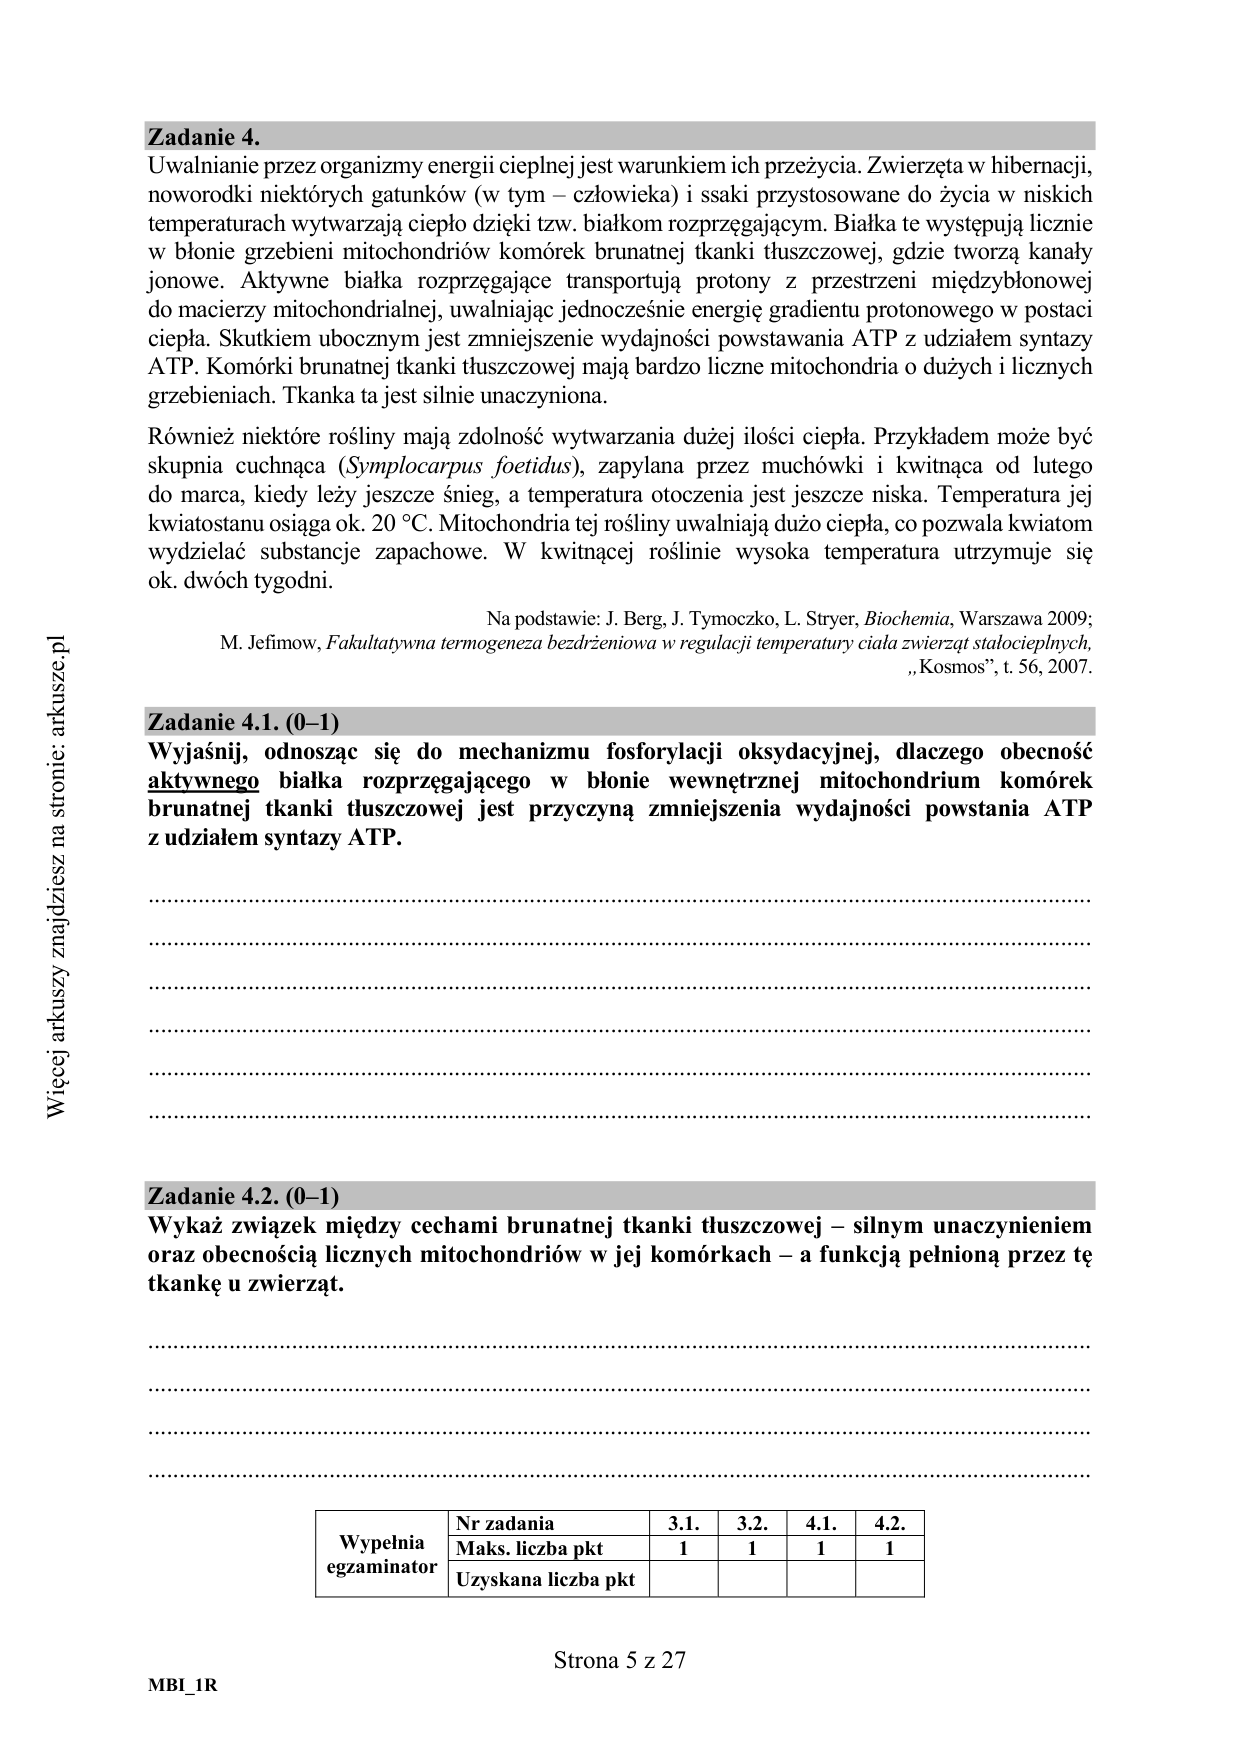 Zadanie 4.
Uwalnianie przez organizmy energii cieplnej jest warunkiem ich przeżycia. Zwierzęta w hibernacji,
noworodki niektórych gatunków (w tym – człowieka) i ssaki przystosowane do życia w niskich
temperaturach wytwarzają ciepło dzięki tzw. białkom rozprzęgającym. Białka te występują licznie
w błonie grzebieni mitochondriów komórek brunatnej tkanki tłuszczowej, gdzie tworzą kanały
jonowe. Aktywne białka rozprzęgające transportują protony z przestrzeni międzybłonowej
do macierzy mitochondrialnej, uwalniając jednocześnie energię gradientu protonowego w postaci
ciepła. Skutkiem ubocznym jest zmniejszenie wydajności powstawania ATP z udziałem syntazy
ATP. Komórki brunatnej tkanki tłuszczowej mają bardzo liczne mitochondria o dużych i licznych
grzebieniach. Tkanka ta jest silnie unaczyniona.
Również niektóre rośliny mają zdolność wytwarzania dużej ilości ciepła. Przykładem może być
skupnia cuchnąca (Symplocarpus foetidus), zapylana przez muchówki i kwitnąca od lutego
do marca, kiedy leży jeszcze śnieg, a temperatura otoczenia jest jeszcze niska. Temperatura jej
kwiatostanu osiąga ok. 20 °C. Mitochondria tej rośliny uwalniają dużo ciepła, co pozwala kwiatom
wydzielać substancje zapachowe. W kwitnącej roślinie wysoka temperatura utrzymuje się
ok. dwóch tygodni.
Na podstawie: J. Berg, J. Tymoczko, L. Stryer, Biochemia, Warszawa 2009;
M. Jefimow, Fakultatywna termogeneza bezdrżeniowa w regulacji temperatury ciała zwierząt stałocieplnych,
„Kosmos”, t. 56, 2007.
Zadanie 4.1. (0–1)
Wyjaśnij, odnosząc się do mechanizmu fosforylacji oksydacyjnej, dlaczego obecność
aktywnego białka rozprzęgającego w błonie wewnętrznej mitochondrium komórek
brunatnej tkanki tłuszczowej jest przyczyną zmniejszenia wydajności powstania ATP
z udziałem syntazy ATP.
Zadanie 4.2. (0–1)
Wykaż związek między cechami brunatnej tkanki tłuszczowej – silnym unaczynieniem
oraz obecnością licznych mitochondriów w jej komórkach – a funkcją pełnioną przez tę
tkankę u zwierząt.
Wypełnia
egzaminator
Nr zadania 3.1. 3.2. 4.1. 4.2.
Maks. liczba pkt 1 1 1 1
Uzyskana liczba pkt
Strona 5 z 27
MBI_1R
Więcej arkuszy znajdziesz na stronie: arkusze.pl